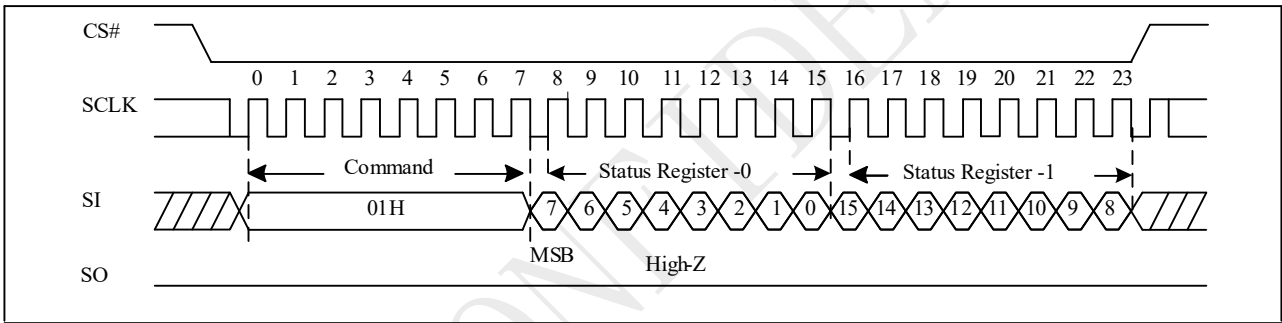 CS#
0 1 2 3 4 5 6 7 8 9 10 11 12 13 14 15 16 17 18 19 20 21 22 23
SCLK
Command Status Register -0 Status Register -1
SI 01H 7 6 5 4 3 2 1 0 15 14 13 12 11 10 9 8
MSB High-Z
SO